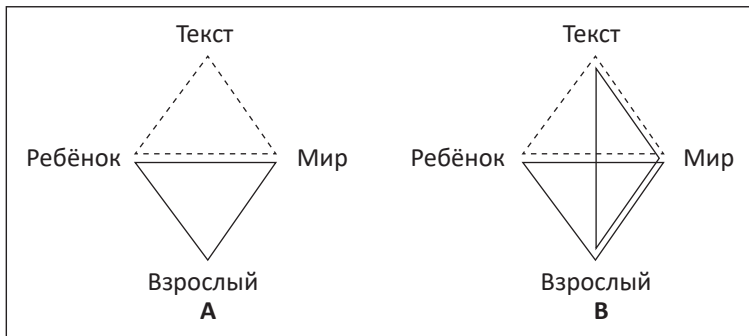 Текст
Ребёнок Мир
Взрослый
A
Текст
Ребёнок Мир
Взрослый
B